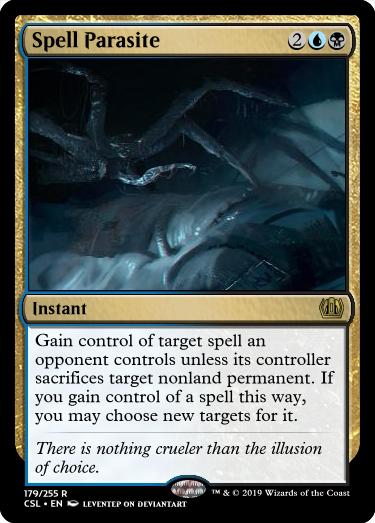 Spell Parasite 2
Instant
Gain control of target spell an
opponent controls unless its controller
sacrifices target nonland permanent. If
you gain control of a spell this way,
you may choose new targets for it.
There is nothing crueler than the illusion
of choice.
179/255 R
CSL • EN LEVENTEP ON DEVIANTART
™ & © 2019 Wizards of the Coast